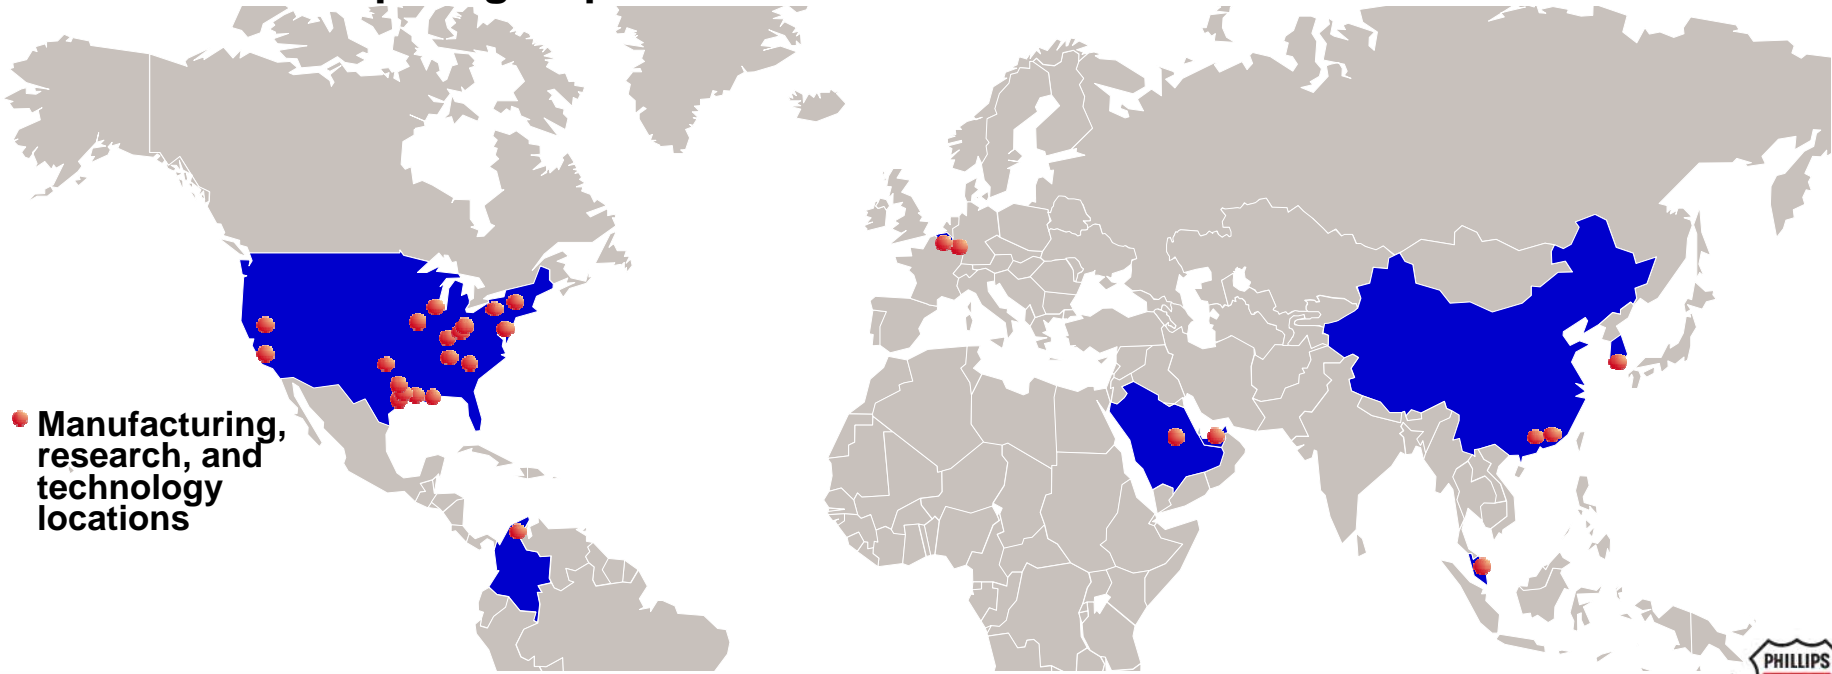 Manufacturing,
research, and
technology
locations
PHILLIPS